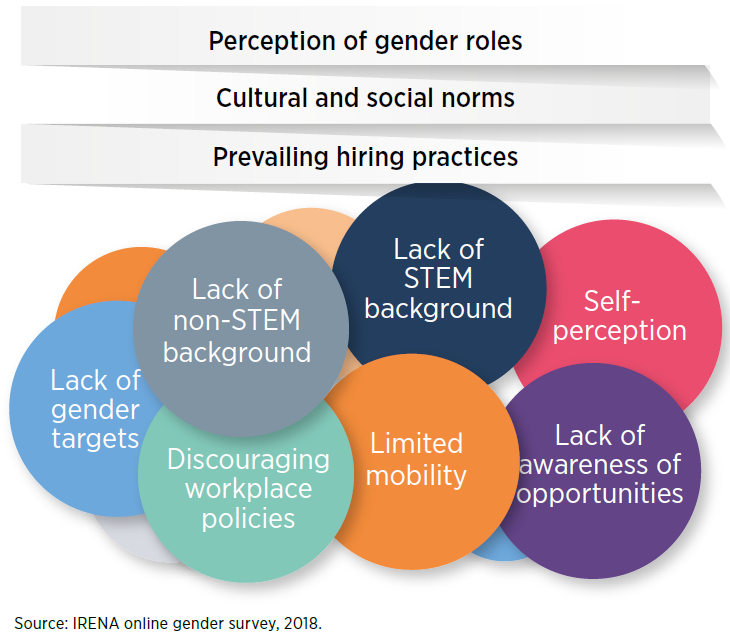 Perception of gender roles
Cultural and social norms
Prevailing hiring practices
Lack of
non-STEM
background
Lack of
STEM
background
Self-
perception
Lack of
gender
targets
Discouraging
workplace
policies
Limited
mobility
Lack of
awareness of
opportunities
Source: IRENA online gender survey, 2018.